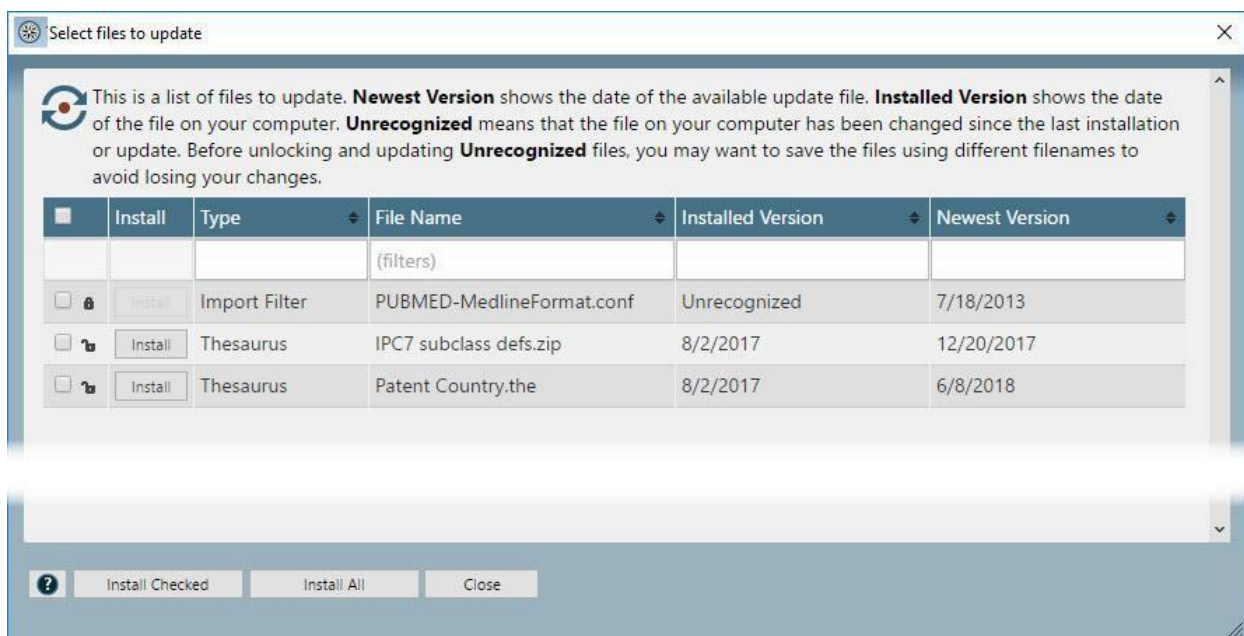 Select files to update
This is a list of files to update. Newest Version shows the date of the available update file. Installed Version shows the date
of the file on your computer. Unrecognized means that the file on your computer has been changed since the last installation
or update. Before unlocking and updating Unrecognized files, you may want to save the files using different filenames to
avoid losing your changes.
Install Type File Name Installed Version Newest Version
(filters)
Install Import Filter PUBMED-MedlineFormat.conf Unrecognized 7/18/2013
Install Thesaurus IPC7 subclass defs.zip 8/2/2017 12/20/2017
Install Thesaurus Patent Country.the 8/2/2017 6/8/2018
? Install Checked Install All Close